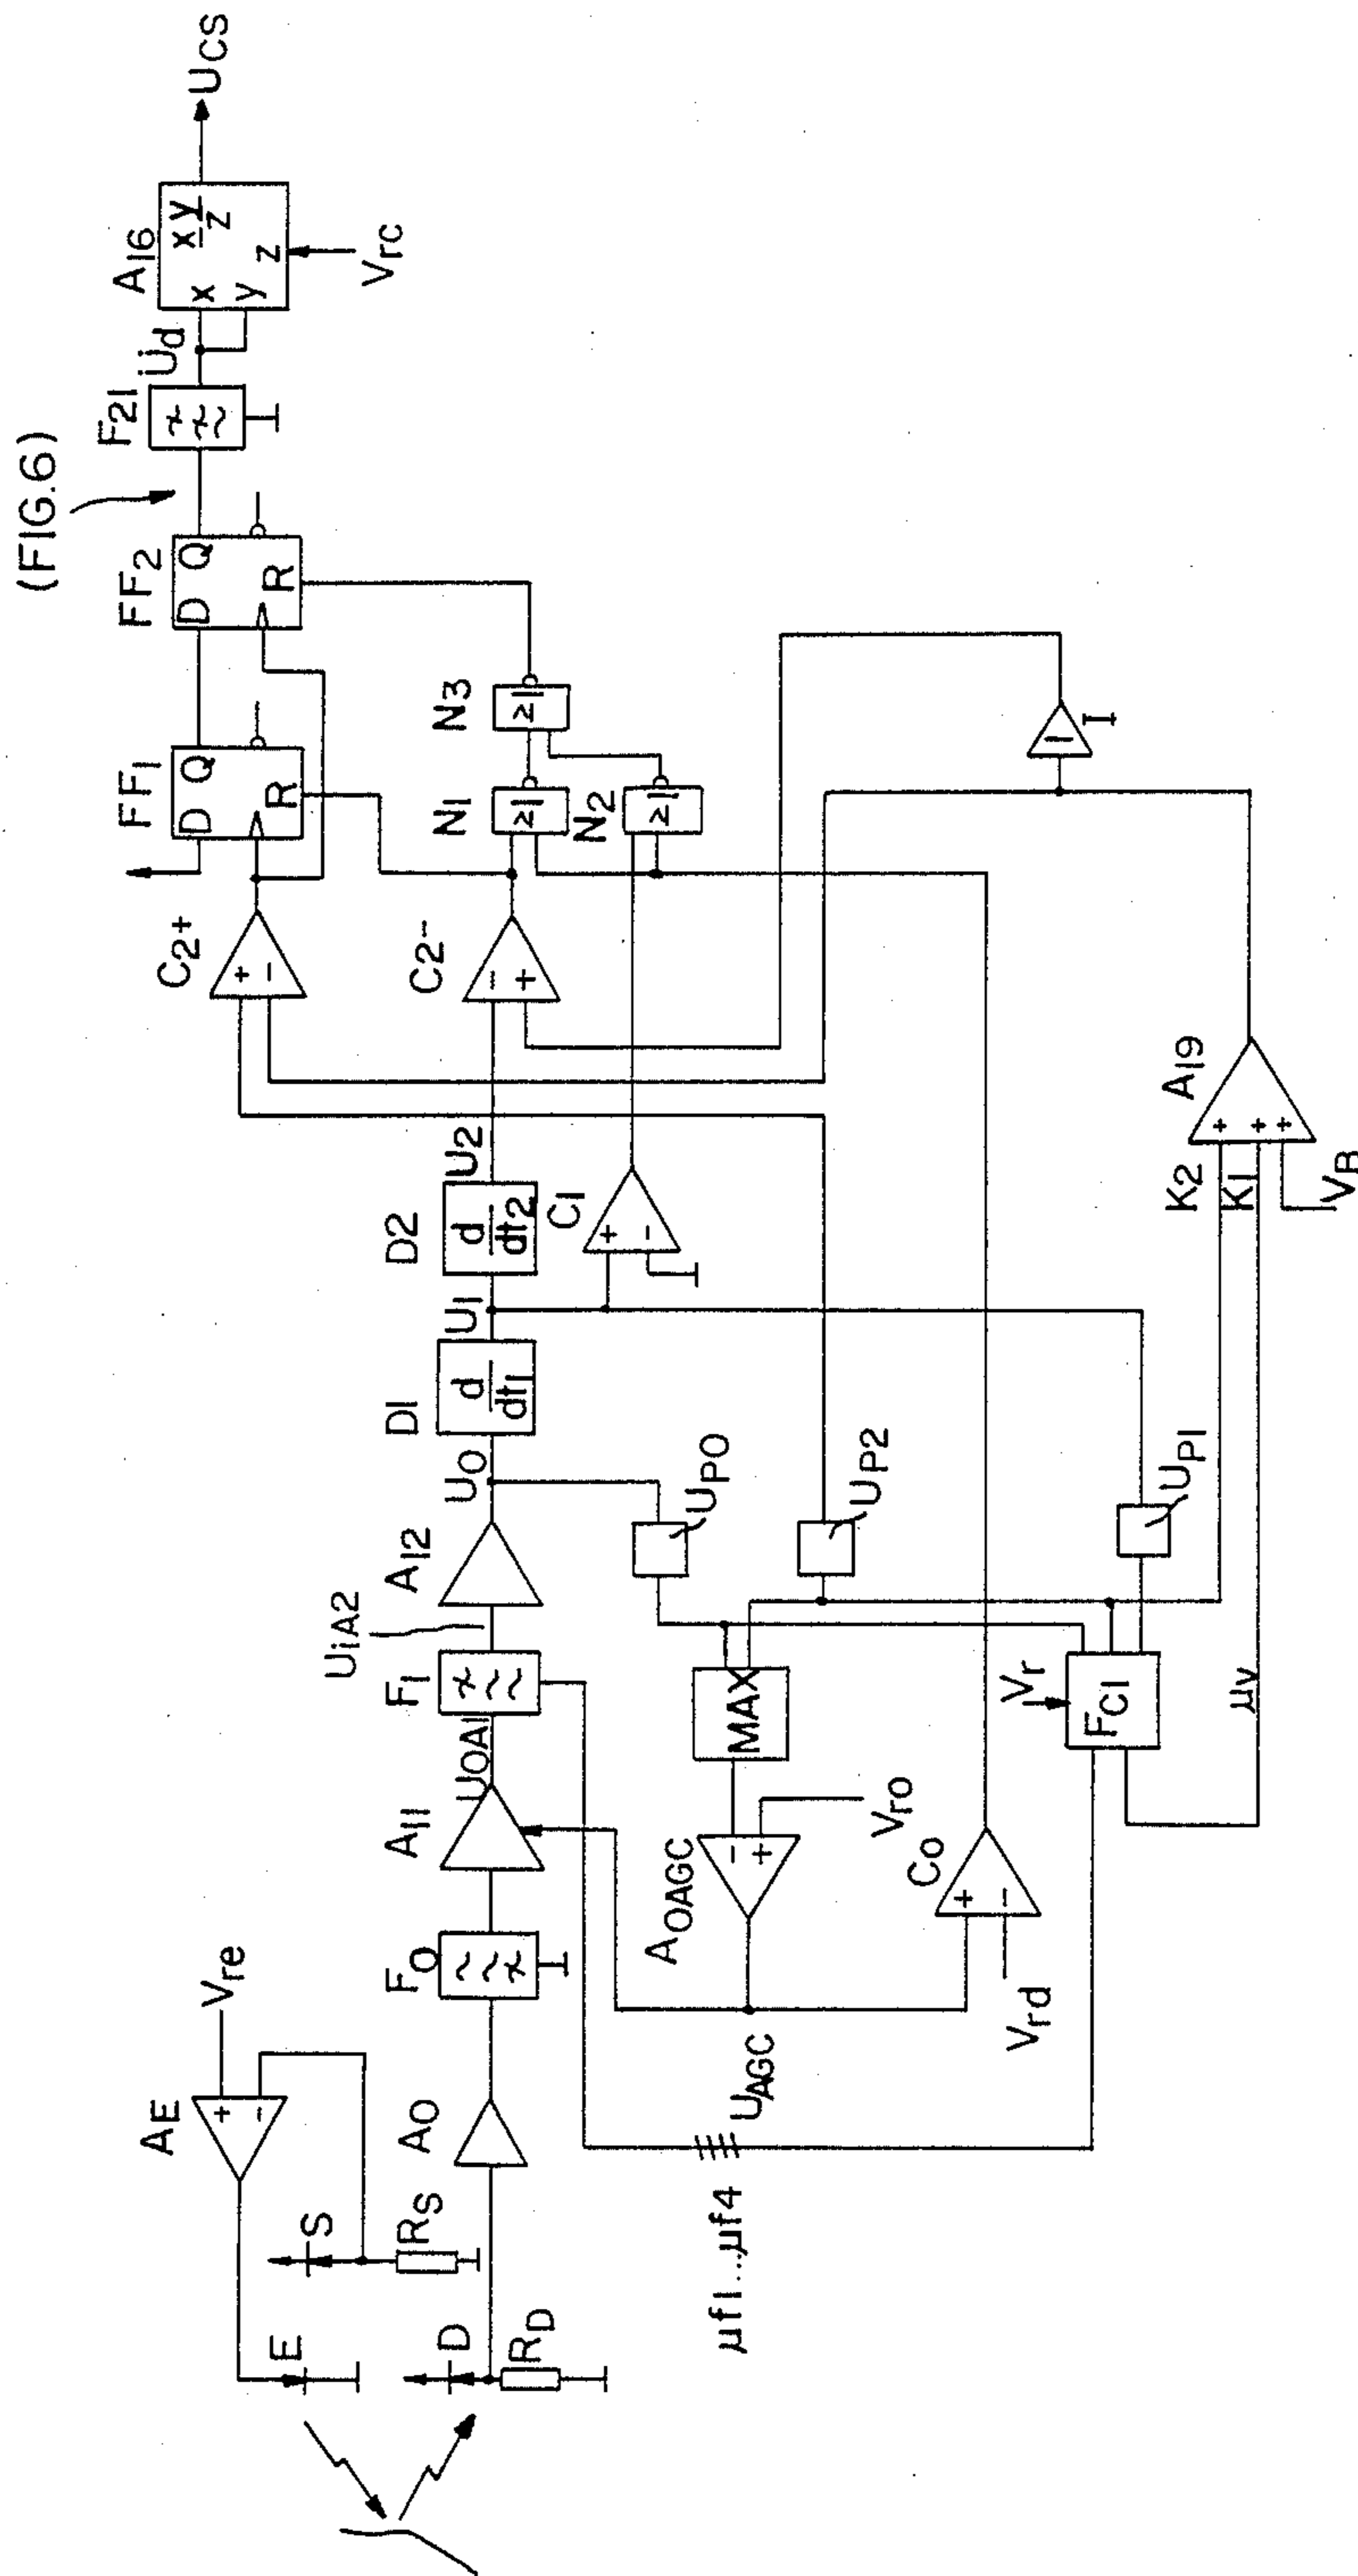 (FIG.6)
A16
x
y
xy
z
z
Vrc
UCS
F21
U̇d
FF2
D
Q
R
FF1
D
Q
R
C2+
+
−
C2−
−
+
N1
≥1
N2
≥1
N3
≥1
I
A19
K2
K1
VB
+
+
+
D2
d
dt2
U2
C1
+
−
D1
d
dt1
U1
U0
UP0
UP2
UP1
A12
UiA2
F1
UOA1
A11
F0
MAX
Vr
FC1
μv
AOAGC
−
+
Vro
C0
+
−
Vrd
UAGC
μf1...μf4
Vre
AE
+
−
A0
S
RS
E
D
RD